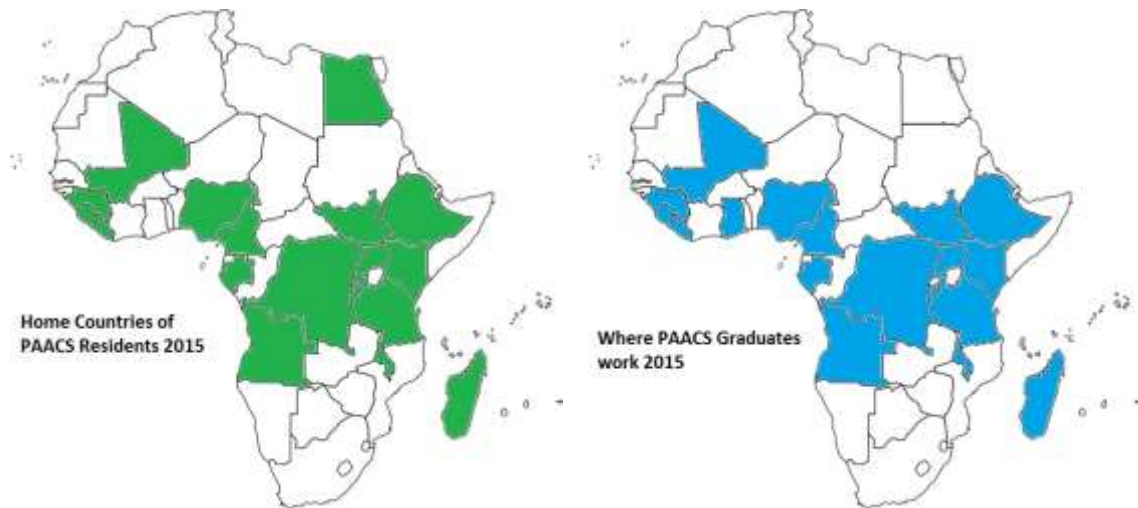 Home Countries of
PAACS Residents 2015
Where PAACS Graduates
work 2015